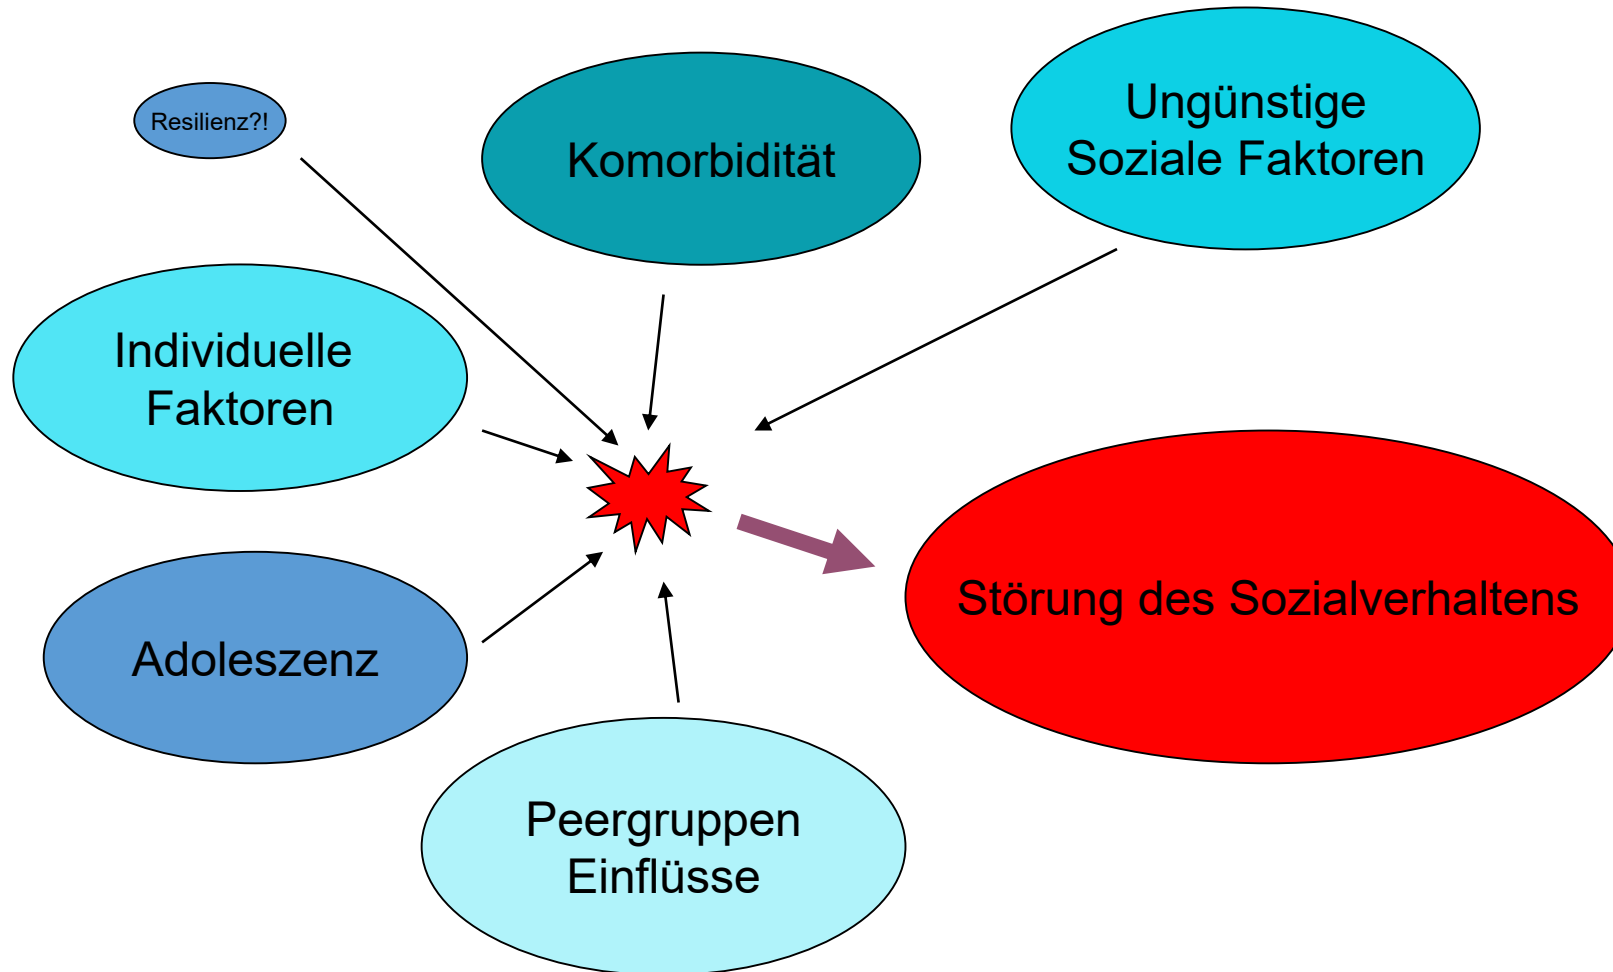 Resilienz?!
Komorbidität
Ungünstige
Soziale Faktoren
Individuelle
Faktoren
Störung des Sozialverhaltens
Adoleszenz
Peergruppen
Einflüsse